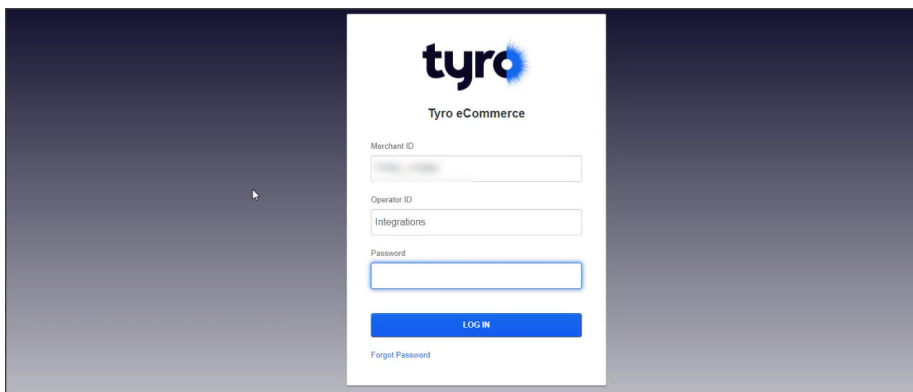 tyro
Tyro eCommerce
Merchant ID
Operator ID
Integrations
Password
LOG IN
Forgot Password